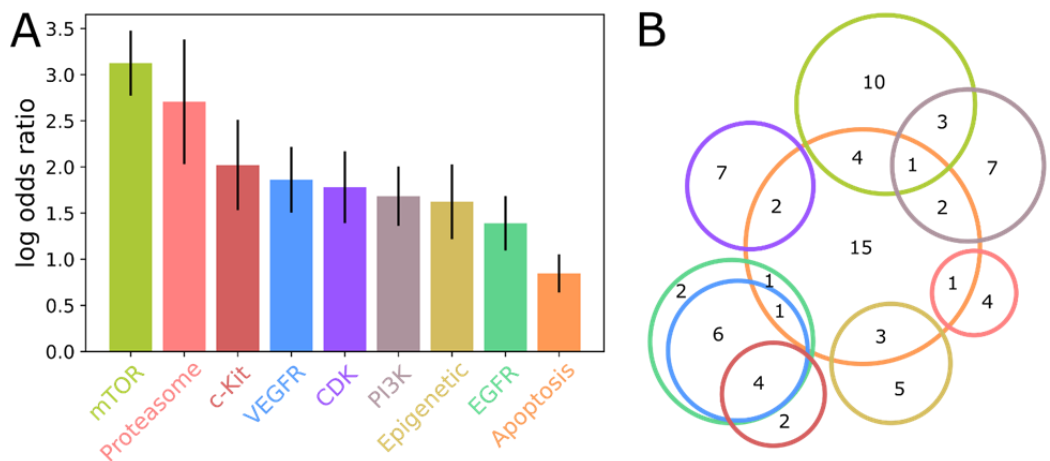 A
log odds ratio
3.5
3.0
2.5
2.0
1.5
1.0
0.5
0.0
mTOR
Proteasome
c-Kit
VEGFR
CDK
PI3K
Epigenetic
EGFR
Apoptosis
B
10
3
4
1
7
7
2
2
15
1
1
4
2
1
6
3
4
5
2